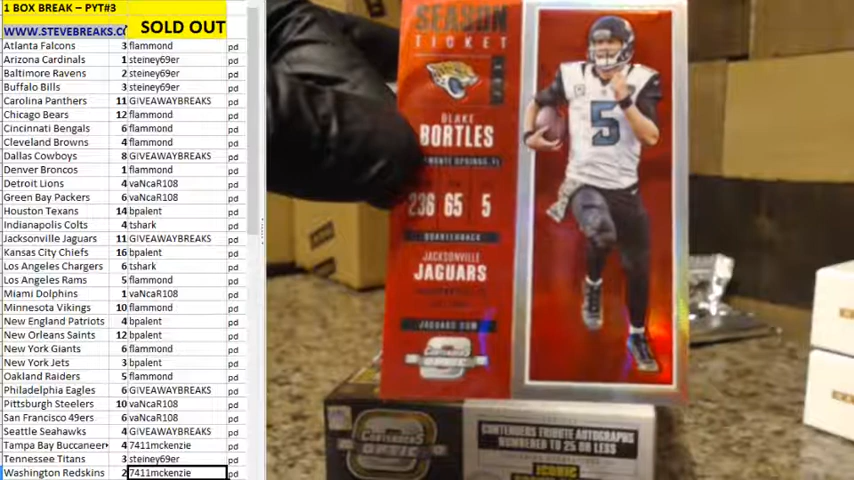 1 BOX BREAK – PYT#3
WWW.STEVEBREAKS.C
SOLD OUT
Atlanta Falcons 3 flammond pd
Arizona Cardinals 1 steiney69er pd
Baltimore Ravens 2 steiney69er pd
Buffalo Bills 3 steiney69er pd
Carolina Panthers 11 GIVEAWAYBREAKS pd
Chicago Bears 12 flammond pd
Cincinnati Bengals 6 flammond pd
Cleveland Browns 4 flammond pd
Dallas Cowboys 8 GIVEAWAYBREAKS pd
Denver Broncos 1 flammond pd
Detroit Lions 4 vaNcaR108 pd
Green Bay Packers 6 vaNcaR108 pd
Houston Texans 14 bpalent pd
Indianapolis Colts 4 tshark pd
Jacksonville Jaguars 11 GIVEAWAYBREAKS pd
Kansas City Chiefs 16 bpalent pd
Los Angeles Chargers 6 tshark pd
Los Angeles Rams 5 flammond pd
Miami Dolphins 1 vaNcaR108 pd
Minnesota Vikings 10 flammond pd
New England Patriots 4 bpalent pd
New Orleans Saints 12 bpalent pd
New York Giants 6 flammond pd
New York Jets 3 bpalent pd
Oakland Raiders 5 flammond pd
Philadelphia Eagles 6 GIVEAWAYBREAKS pd
Pittsburgh Steelers 10 vaNcaR108 pd
San Francisco 49ers 6 vaNcaR108 pd
Seattle Seahawks 4 GIVEAWAYBREAKS pd
Tampa Bay Buccaneer 4 7411mckenzie pd
Tennessee Titans 3 steiney69er pd
Washington Redskins 2 7411mckenzie pd
SEASON
TICKET
BLAKE
BORTLES
SPRINGS, FL
236 65 5
QUARTERBACK
JACKSONVILLE
JAGUARS
JAGUARS.COM
CONTENDERS
OPTIC
5
CONTENDERS
OPTIC
CONTENDERS TRIBUTE AUTOGRAPHS
NUMBERED TO 25 OR LESS
ICONIC